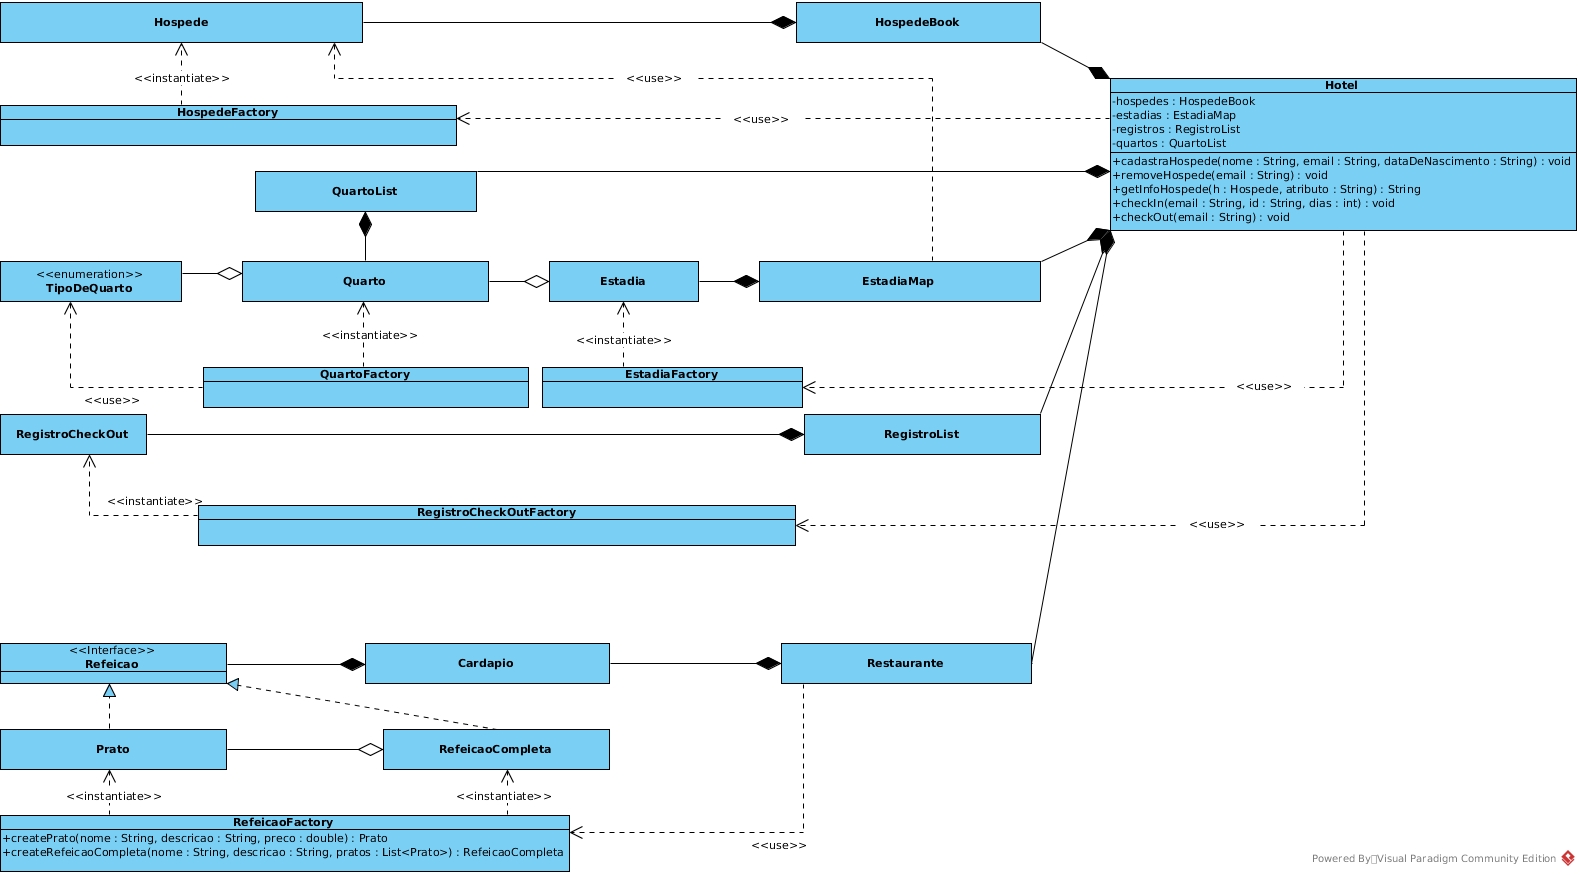 Hospede
HospedeBook
<<instantiate>>
<<use>>
Hotel
-hospedes : HospedeBook
-estadias : EstadiaMap
-registros : RegistroList
-quartos : QuartoList
+cadastraHospede(nome : String, email : String, dataDeNascimento : String) : void
+removeHospede(email : String) : void
+getInfoHospede(h : Hospede, atributo : String) : String
+checkIn(email : String, id : String, dias : int) : void
+checkOut(email : String) : void
HospedeFactory
<<use>>
QuartoList
<<enumeration>>
TipoDeQuarto
Quarto
Estadia
EstadiaMap
<<instantiate>>
<<instantiate>>
QuartoFactory
EstadiaFactory
<<use>>
<<use>>
RegistroCheckOut
RegistroList
<<instantiate>>
RegistroCheckOutFactory
<<use>>
<<Interface>>
Refeicao
Cardapio
Restaurante
Prato
RefeicaoCompleta
<<instantiate>>
<<instantiate>>
RefeicaoFactory
+createPrato(nome : String, descricao : String, preco : double) : Prato
+createRefeicaoCompleta(nome : String, descricao : String, pratos : List<Prato>) : RefeicaoCompleta
<<use>>
Powered By Visual Paradigm Community Edition